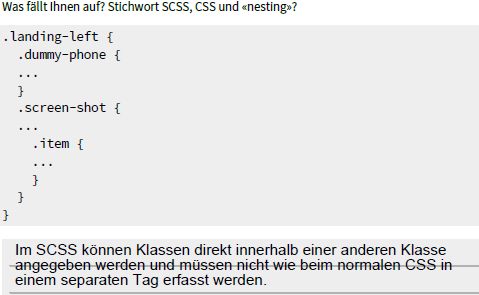 Was fällt Ihnen auf? Stichwort SCSS, CSS und «nesting»?
.landing-left {
.dummy-phone {
...
}
.screen-shot {
...
.item {
...
}
}
}
Im SCSS können Klassen direkt innerhalb einer anderen Klasse
angegeben werden und müssen nicht wie beim normalen CSS in
einem separaten Tag erfasst werden.